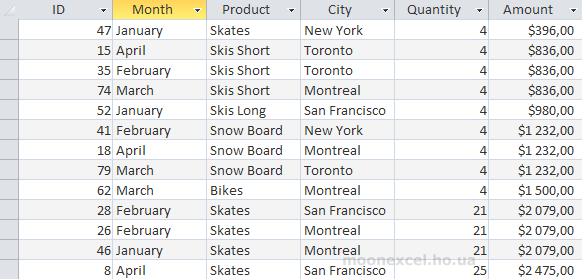 ID Month Product City Quantity Amount
47 January Skates New York 4 $396,00
15 April Skis Short Toronto 4 $836,00
35 February Skis Short Toronto 4 $836,00
74 March Skis Short Montreal 4 $836,00
52 January Skis Long San Francisco 4 $980,00
41 February Snow Board New York 4 $1 232,00
18 April Snow Board Montreal 4 $1 232,00
79 March Snow Board Toronto 4 $1 232,00
62 March Bikes Montreal 4 $1 500,00
28 February Skates San Francisco 21 $2 079,00
26 February Skates Montreal 21 $2 079,00
46 January Skates Montreal 21 $2 079,00
moonexcel.ho.ua
8 April Skates San Francisco 25 $2 475,00